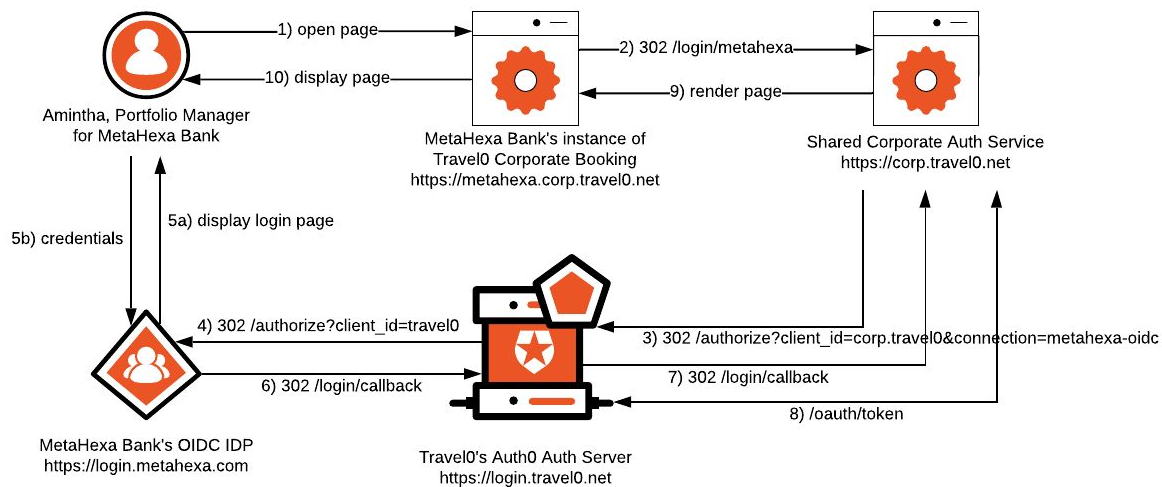 1) open page
2) 302 /login/metahexa
10) display page
9) render page
Amintha, Portfolio Manager
for MetaHexa Bank
MetaHexa Bank's instance of
Travel0 Corporate Booking
https://metahexa.corp.travel0.net
Shared Corporate Auth Service
https://corp.travel0.net
5a) display login page
5b) credentials
4) 302 /authorize?client_id=travel0
3) 302 /authorize?client_id=corp.travel0&connection=metahexa-oidc
6) 302 /login/callback
7) 302 /login/callback
8) /oauth/token
MetaHexa Bank's OIDC IDP
https://login.metahexa.com
Travel0's Auth0 Auth Server
https://login.travel0.net